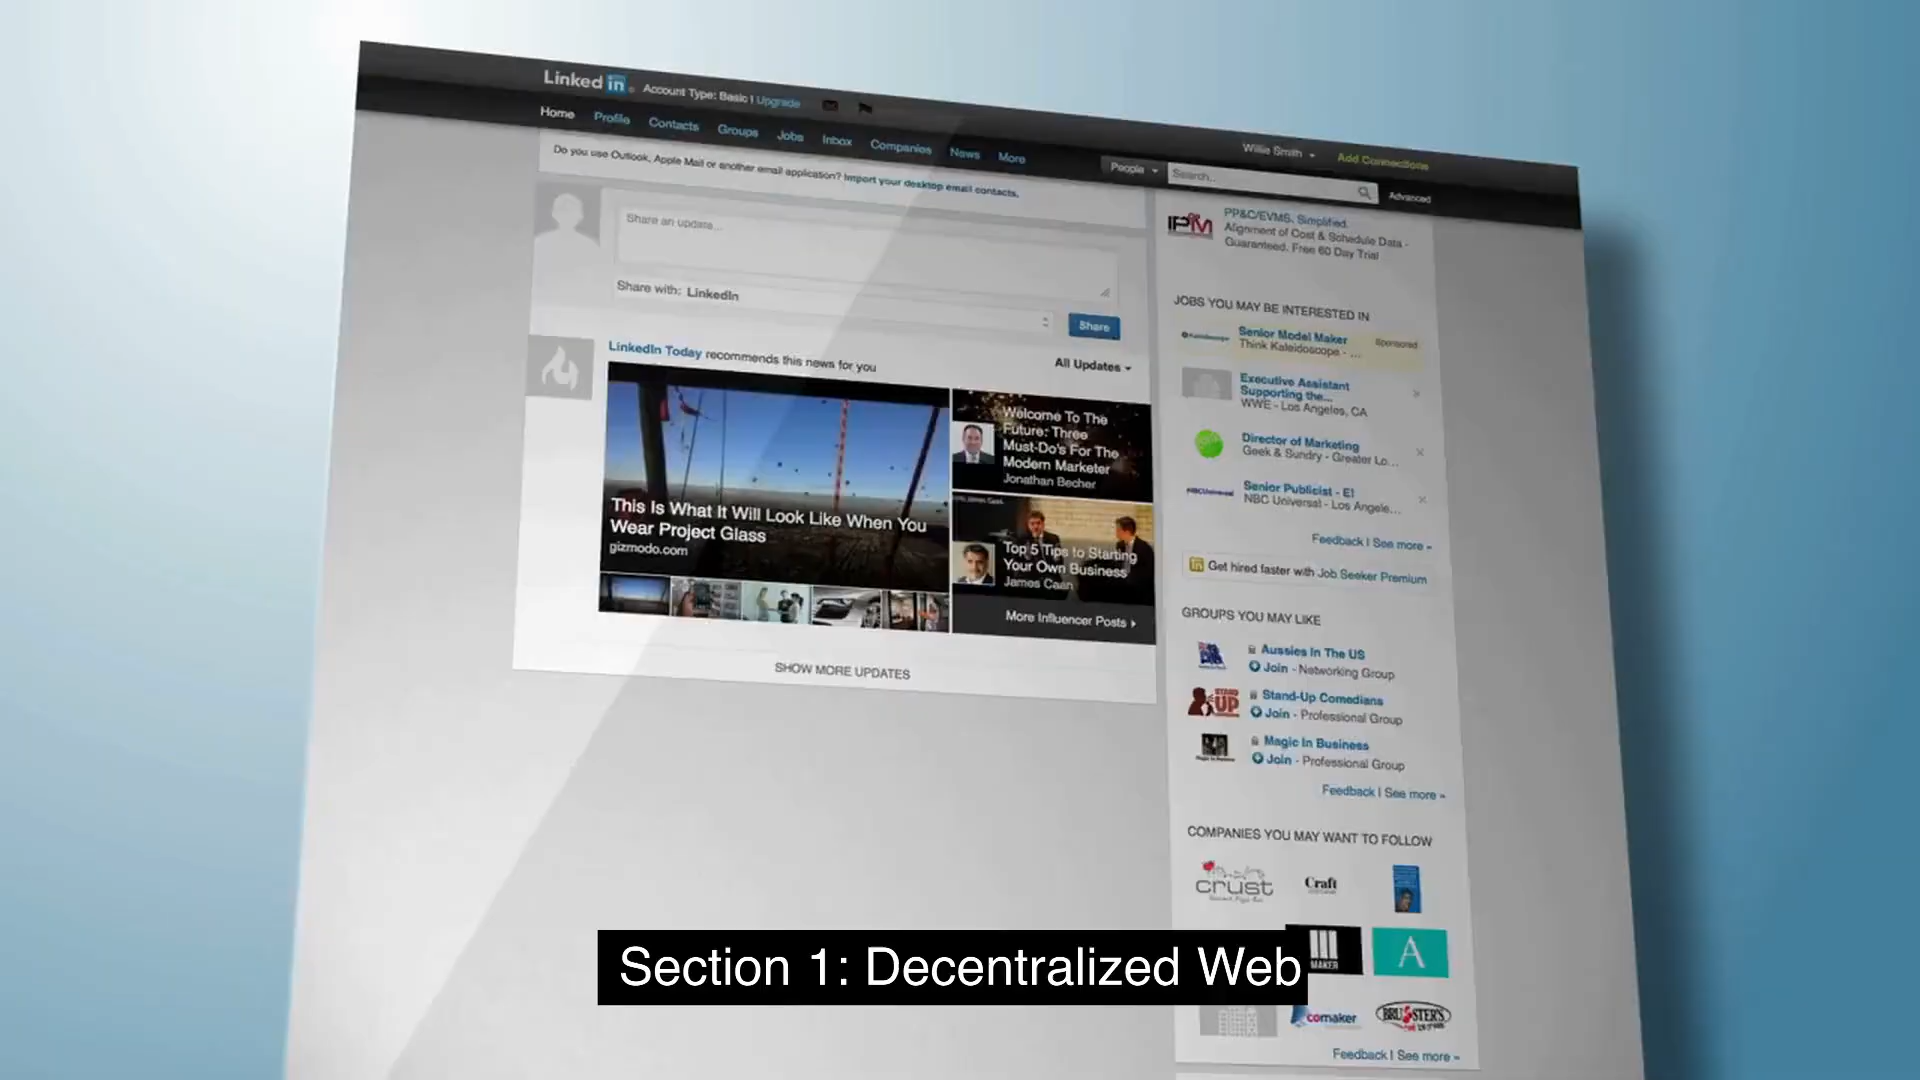 Linked in
Account Type: Basic | Upgrade
Home Profile Contacts Groups Jobs Inbox Companies News More
Willie Smith
Add Connections
People
Search...
Advanced
Do you use Outlook, Apple Mail or another email application? Import your desktop email contacts.
Share an update...
Share with: LinkedIn
Share
LinkedIn Today recommends this news for you
All Updates
This Is What It Will Look Like When You
Wear Project Glass
gizmodo.com
Welcome To The
Future: Three
Must-Do's For The
Modern Marketer
Jonathan Becher
Top 5 Tips to Starting
Your Own Business
James Caan
More Influencer Posts
SHOW MORE UPDATES
IPM
PP&C/EVMS. Simplified.
Alignment of Cost & Schedule Data -
Guaranteed. Free 60 Day Trial
JOBS YOU MAY BE INTERESTED IN
Senior Model Maker
Think Kaleidoscope - ...
Sponsored
Executive Assistant
Supporting the...
WWE - Los Angeles, CA
Director of Marketing
Geek & Sundry - Greater Lo...
NBCUniversal
Senior Publicist - E!
NBC Universal - Los Angele...
Feedback | See more »
in Get hired faster with Job Seeker Premium
GROUPS YOU MAY LIKE
Aussies In The US
Join - Networking Group
STAND UP
Stand-Up Comedians
Join - Professional Group
Magic In Business
Join - Professional Group
Feedback | See more »
COMPANIES YOU MAY WANT TO FOLLOW
crust
Craft
MAKER
A
comaker
BRUSTER'S
Feedback | See more »
Section 1: Decentralized Web